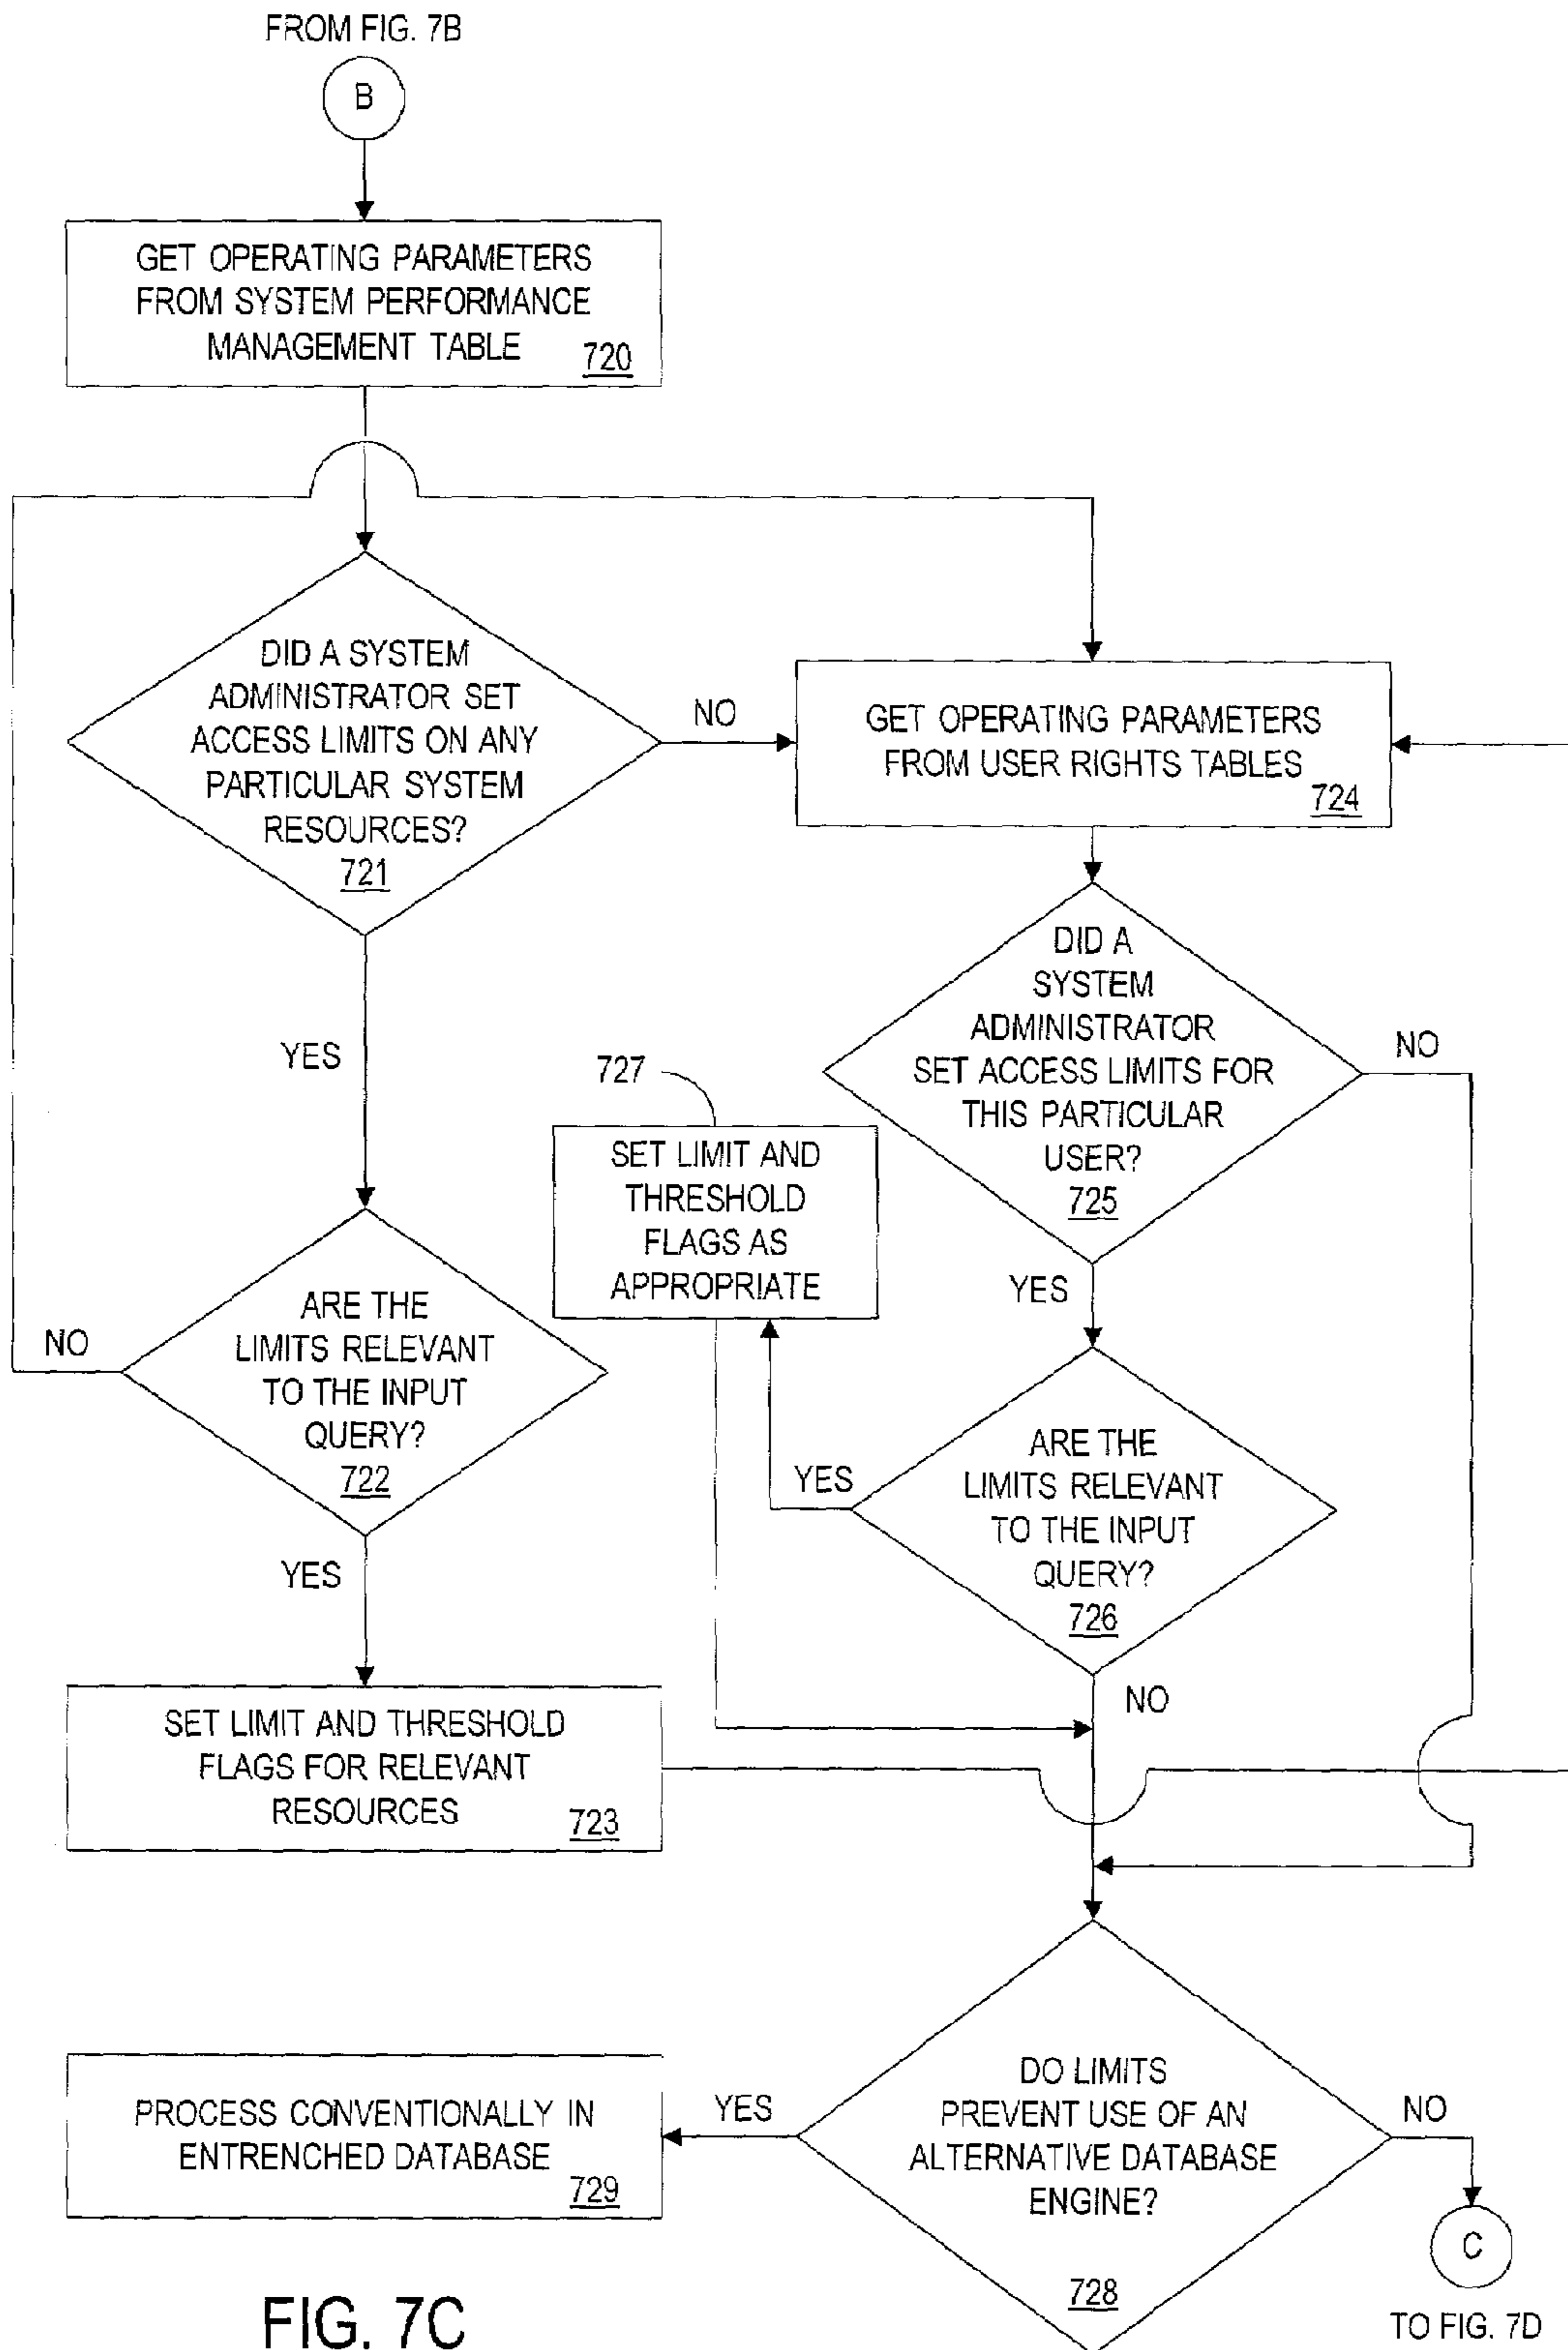 FROM FIG. 7B
B
GET OPERATING PARAMETERS
FROM SYSTEM PERFORMANCE
MANAGEMENT TABLE
720
DID A SYSTEM
ADMINISTRATOR SET
ACCESS LIMITS ON ANY
PARTICULAR SYSTEM
RESOURCES?
721
NO
GET OPERATING PARAMETERS
FROM USER RIGHTS TABLES
724
YES
DID A
SYSTEM
ADMINISTRATOR
SET ACCESS LIMITS FOR
THIS PARTICULAR
USER?
725
NO
727
SET LIMIT AND
THRESHOLD
FLAGS AS
APPROPRIATE
YES
ARE THE
LIMITS RELEVANT
TO THE INPUT
QUERY?
722
NO
YES
ARE THE
LIMITS RELEVANT
TO THE INPUT
QUERY?
726
YES
NO
SET LIMIT AND THRESHOLD
FLAGS FOR RELEVANT
RESOURCES
723
DO LIMITS
PREVENT USE OF AN
ALTERNATIVE DATABASE
ENGINE?
728
YES
PROCESS CONVENTIONALLY IN
ENTRENCHED DATABASE
729
NO
C
TO FIG. 7D
FIG. 7C